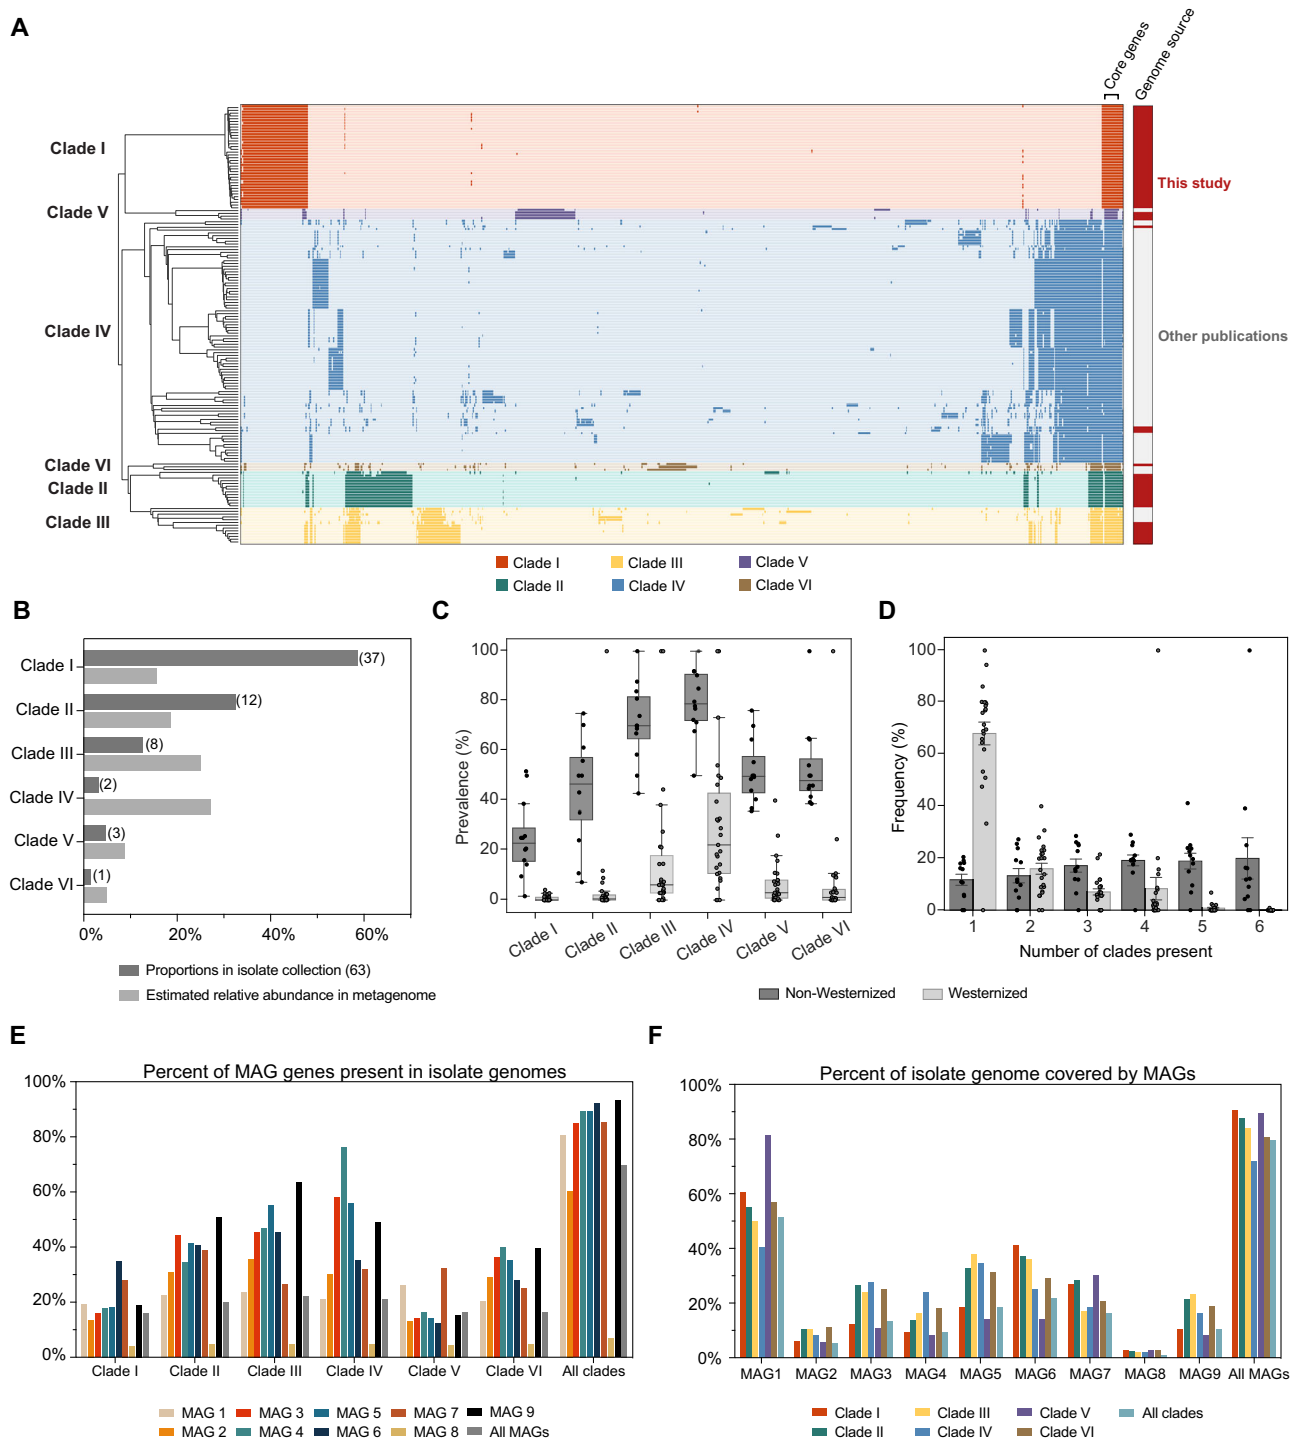 A
Core genes
Genome source
Clade I
Clade V
Clade IV
Clade VI
Clade II
Clade III
This study
Other publications
Clade I
Clade III
Clade V
Clade II
Clade IV
Clade VI
B
Clade I
Clade II
Clade III
Clade IV
Clade V
Clade VI
(37)
(12)
(8)
(2)
(3)
(1)
0%
20%
40%
60%
Proportions in isolate collection (63)
Estimated relative abundance in metagenome
C
Prevalence (%)
100
80
60
40
20
0
Clade I
Clade II
Clade III
Clade IV
Clade V
Clade VI
D
Frequency (%)
100
80
60
40
20
0
1
2
3
4
5
6
Number of clades present
Non-Westernized
Westernized
E
Percent of MAG genes present in isolate genomes
100%
80%
60%
40%
20%
0%
Clade I
Clade II
Clade III
Clade IV
Clade V
Clade VI
All clades
MAG 1
MAG 3
MAG 5
MAG 7
MAG 9
MAG 2
MAG 4
MAG 6
MAG 8
All MAGs
F
Percent of isolate genome covered by MAGs
100%
80%
60%
40%
20%
0%
MAG1
MAG2
MAG3
MAG4
MAG5
MAG6
MAG7
MAG8
MAG9
All MAGs
Clade I
Clade III
Clade V
All clades
Clade II
Clade IV
Clade VI